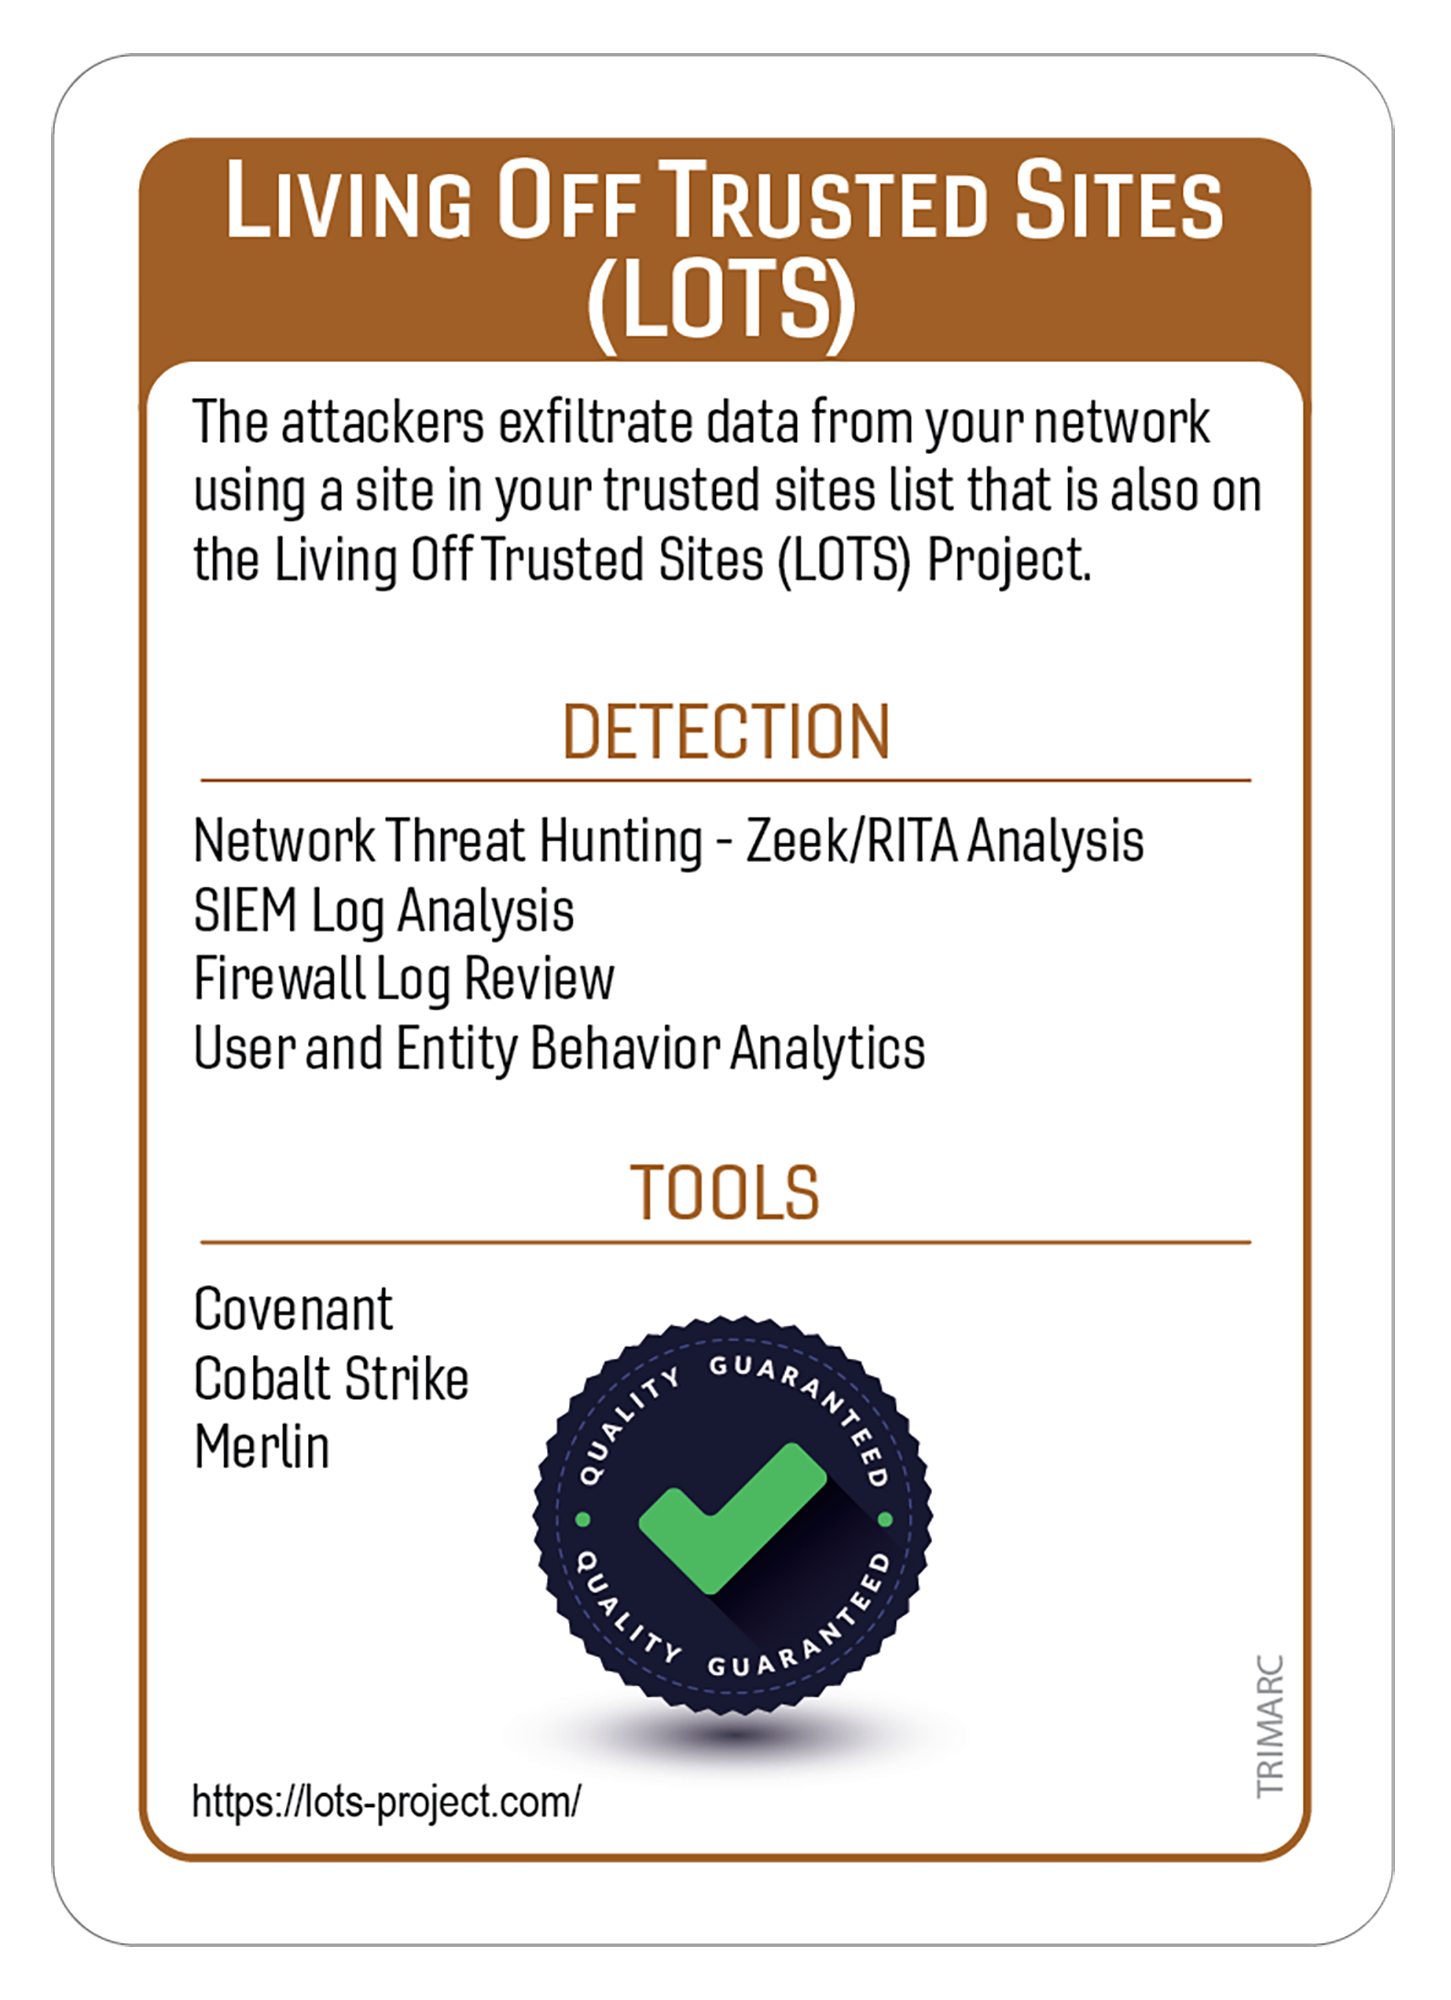 Living Off Trusted Sites
(LOTS)
The attackers exfiltrate data from your network
using a site in your trusted sites list that is also on
the Living Off Trusted Sites (LOTS) Project.
DETECTION
Network Threat Hunting - Zeek/RITA Analysis
SIEM Log Analysis
Firewall Log Review
User and Entity Behavior Analytics
TOOLS
Covenant
Cobalt Strike
Merlin
QUALITY GUARANTEED
QUALITY GUARANTEED
TRIMARC
https://lots-project.com/